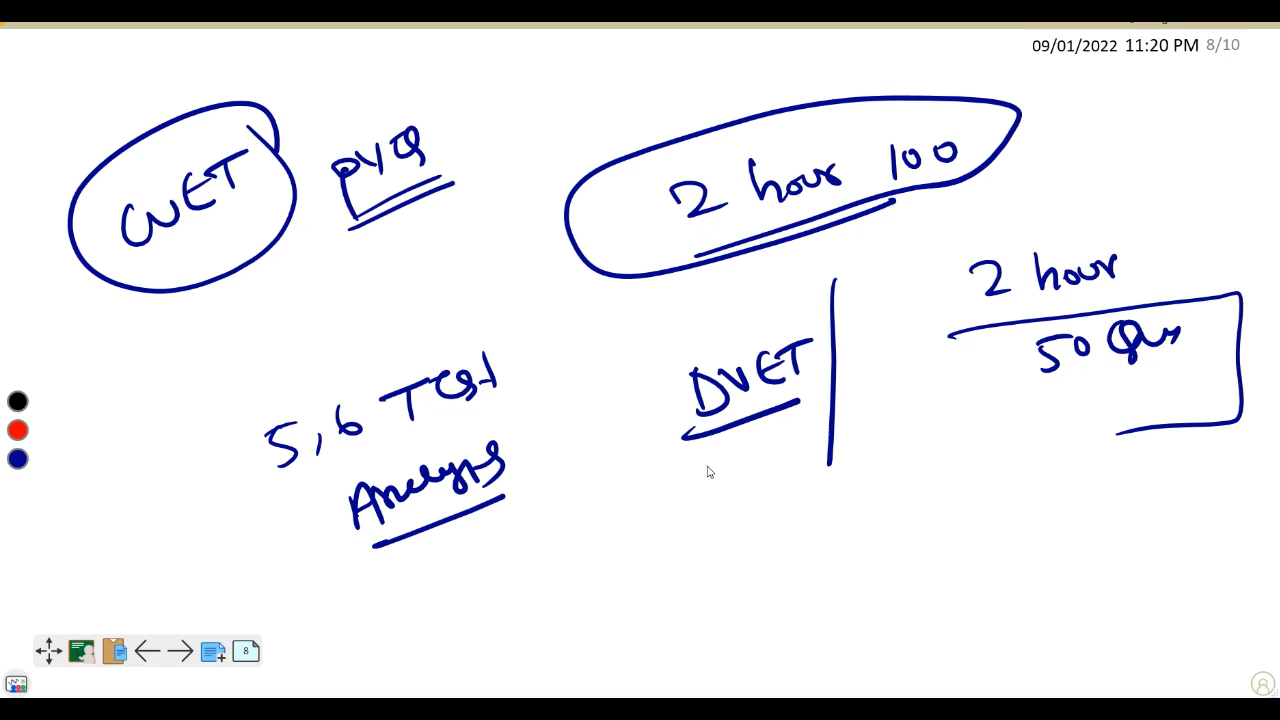 09/01/2022 11:20 PM 8/10
CUET PYQ
2 hour 100
2 hour
50 Ques
DUET
5, 6 Test
Analysis
8